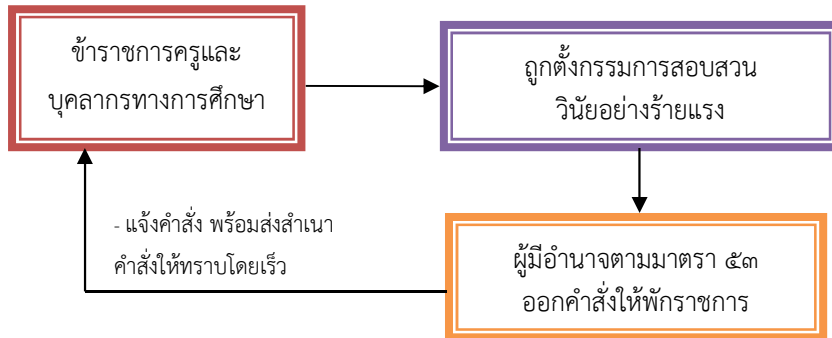 ข้าราชการครูและ
บุคลากรทางการศึกษา
ถูกตั้งกรรมการสอบสวน
วินัยอย่างร้ายแรง
- แจ้งคำสั่ง พร้อมส่งสำเนา
คำสั่งให้ทราบโดยเร็ว
ผู้มีอำนาจตามมาตรา ๕๓
ออกคำสั่งให้พักราชการ